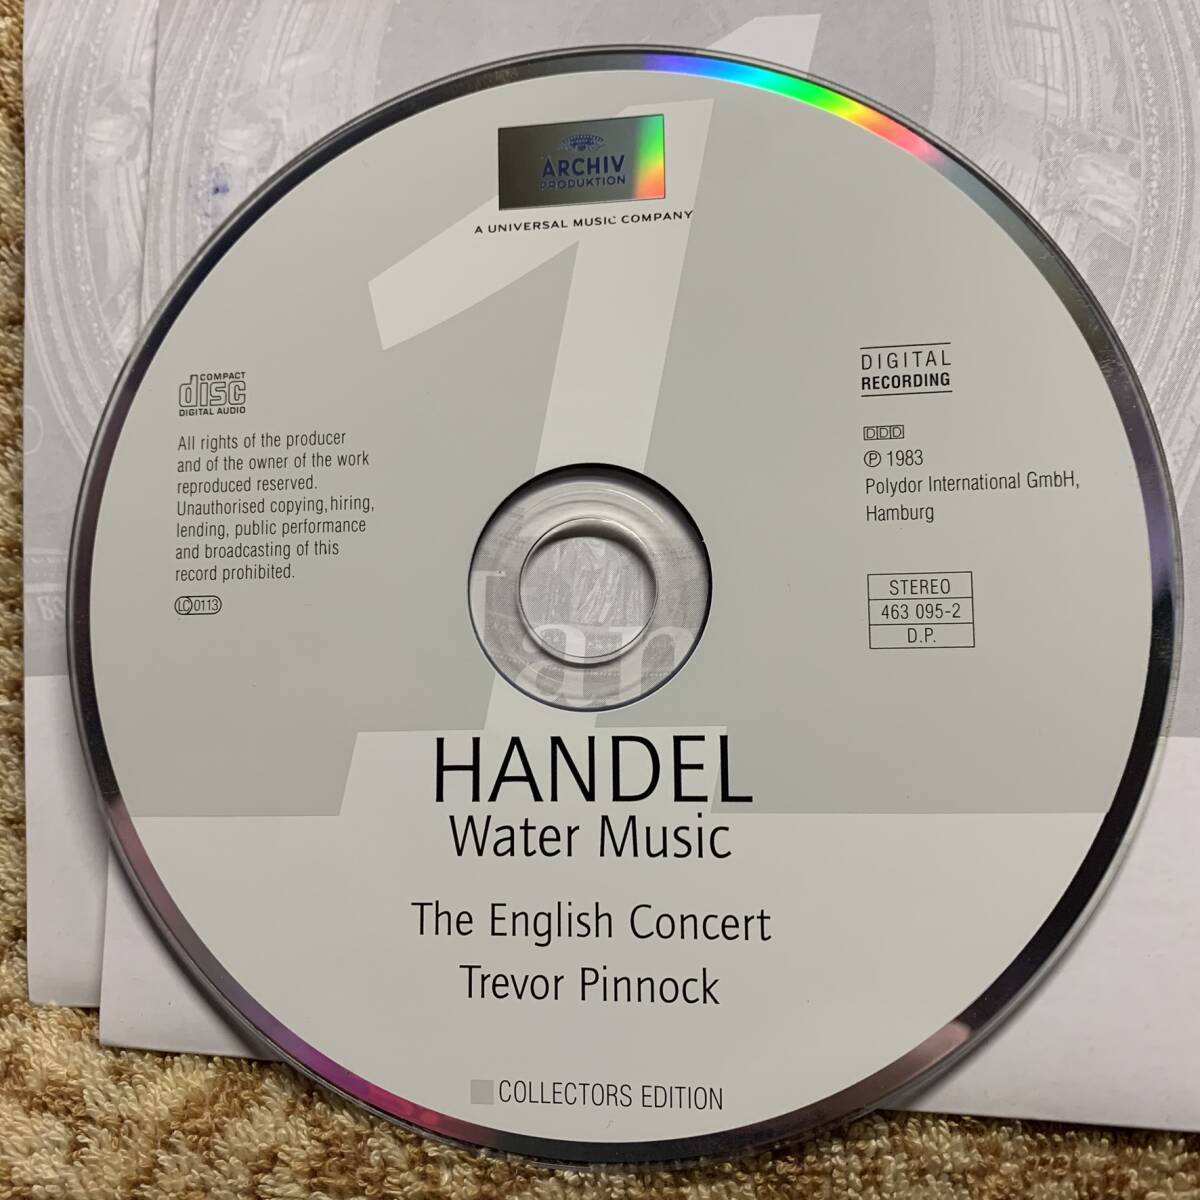 1
ARCHIV
PRODUKTION
A UNIVERSAL MUSIC COMPANY
COMPACT
disc
DIGITAL AUDIO
All rights of the producer
and of the owner of the work
reproduced reserved.
Unauthorised copying, hiring,
lending, public performance
and broadcasting of this
record prohibited.
LC 0113
DIGITAL
RECORDING
DDD
℗ 1983
Polydor International GmbH,
Hamburg
STEREO
463 095-2
D.P.
HANDEL
Water Music
The English Concert
Trevor Pinnock
COLLECTORS EDITION